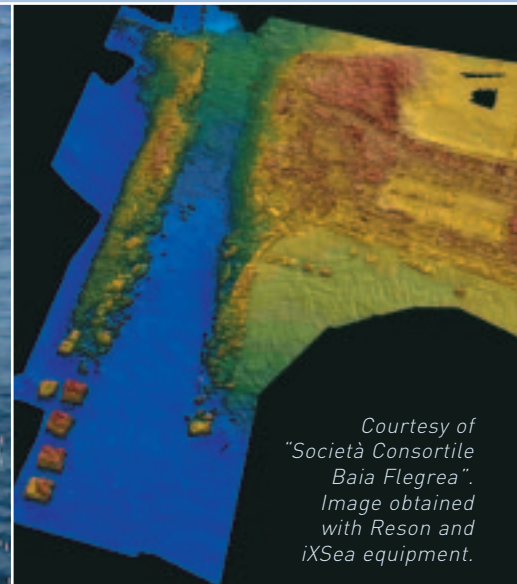 Courtesy of
"Società Consortile
Baia Flegrea".
Image obtained
with Reson and
iXSea equipment.